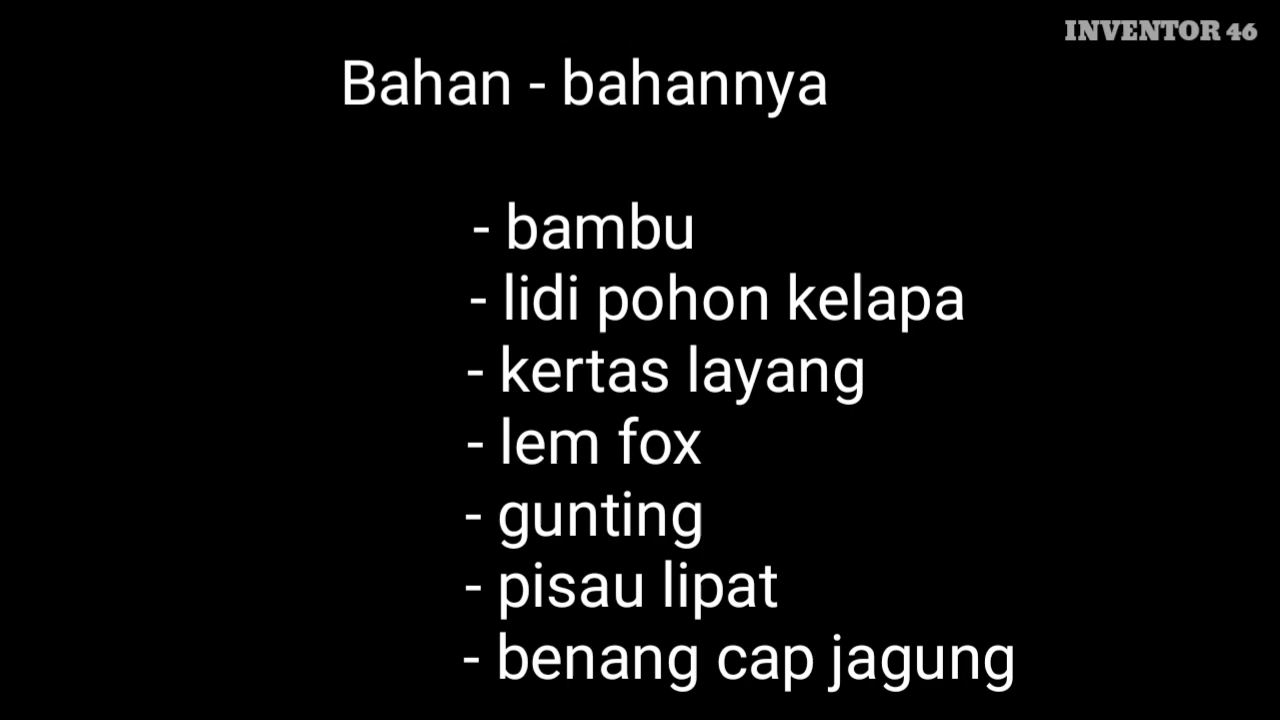 INVENTOR 46
Bahan - bahannya
- bambu
- lidi pohon kelapa
- kertas layang
- lem fox
- gunting
- pisau lipat
- benang cap jagung